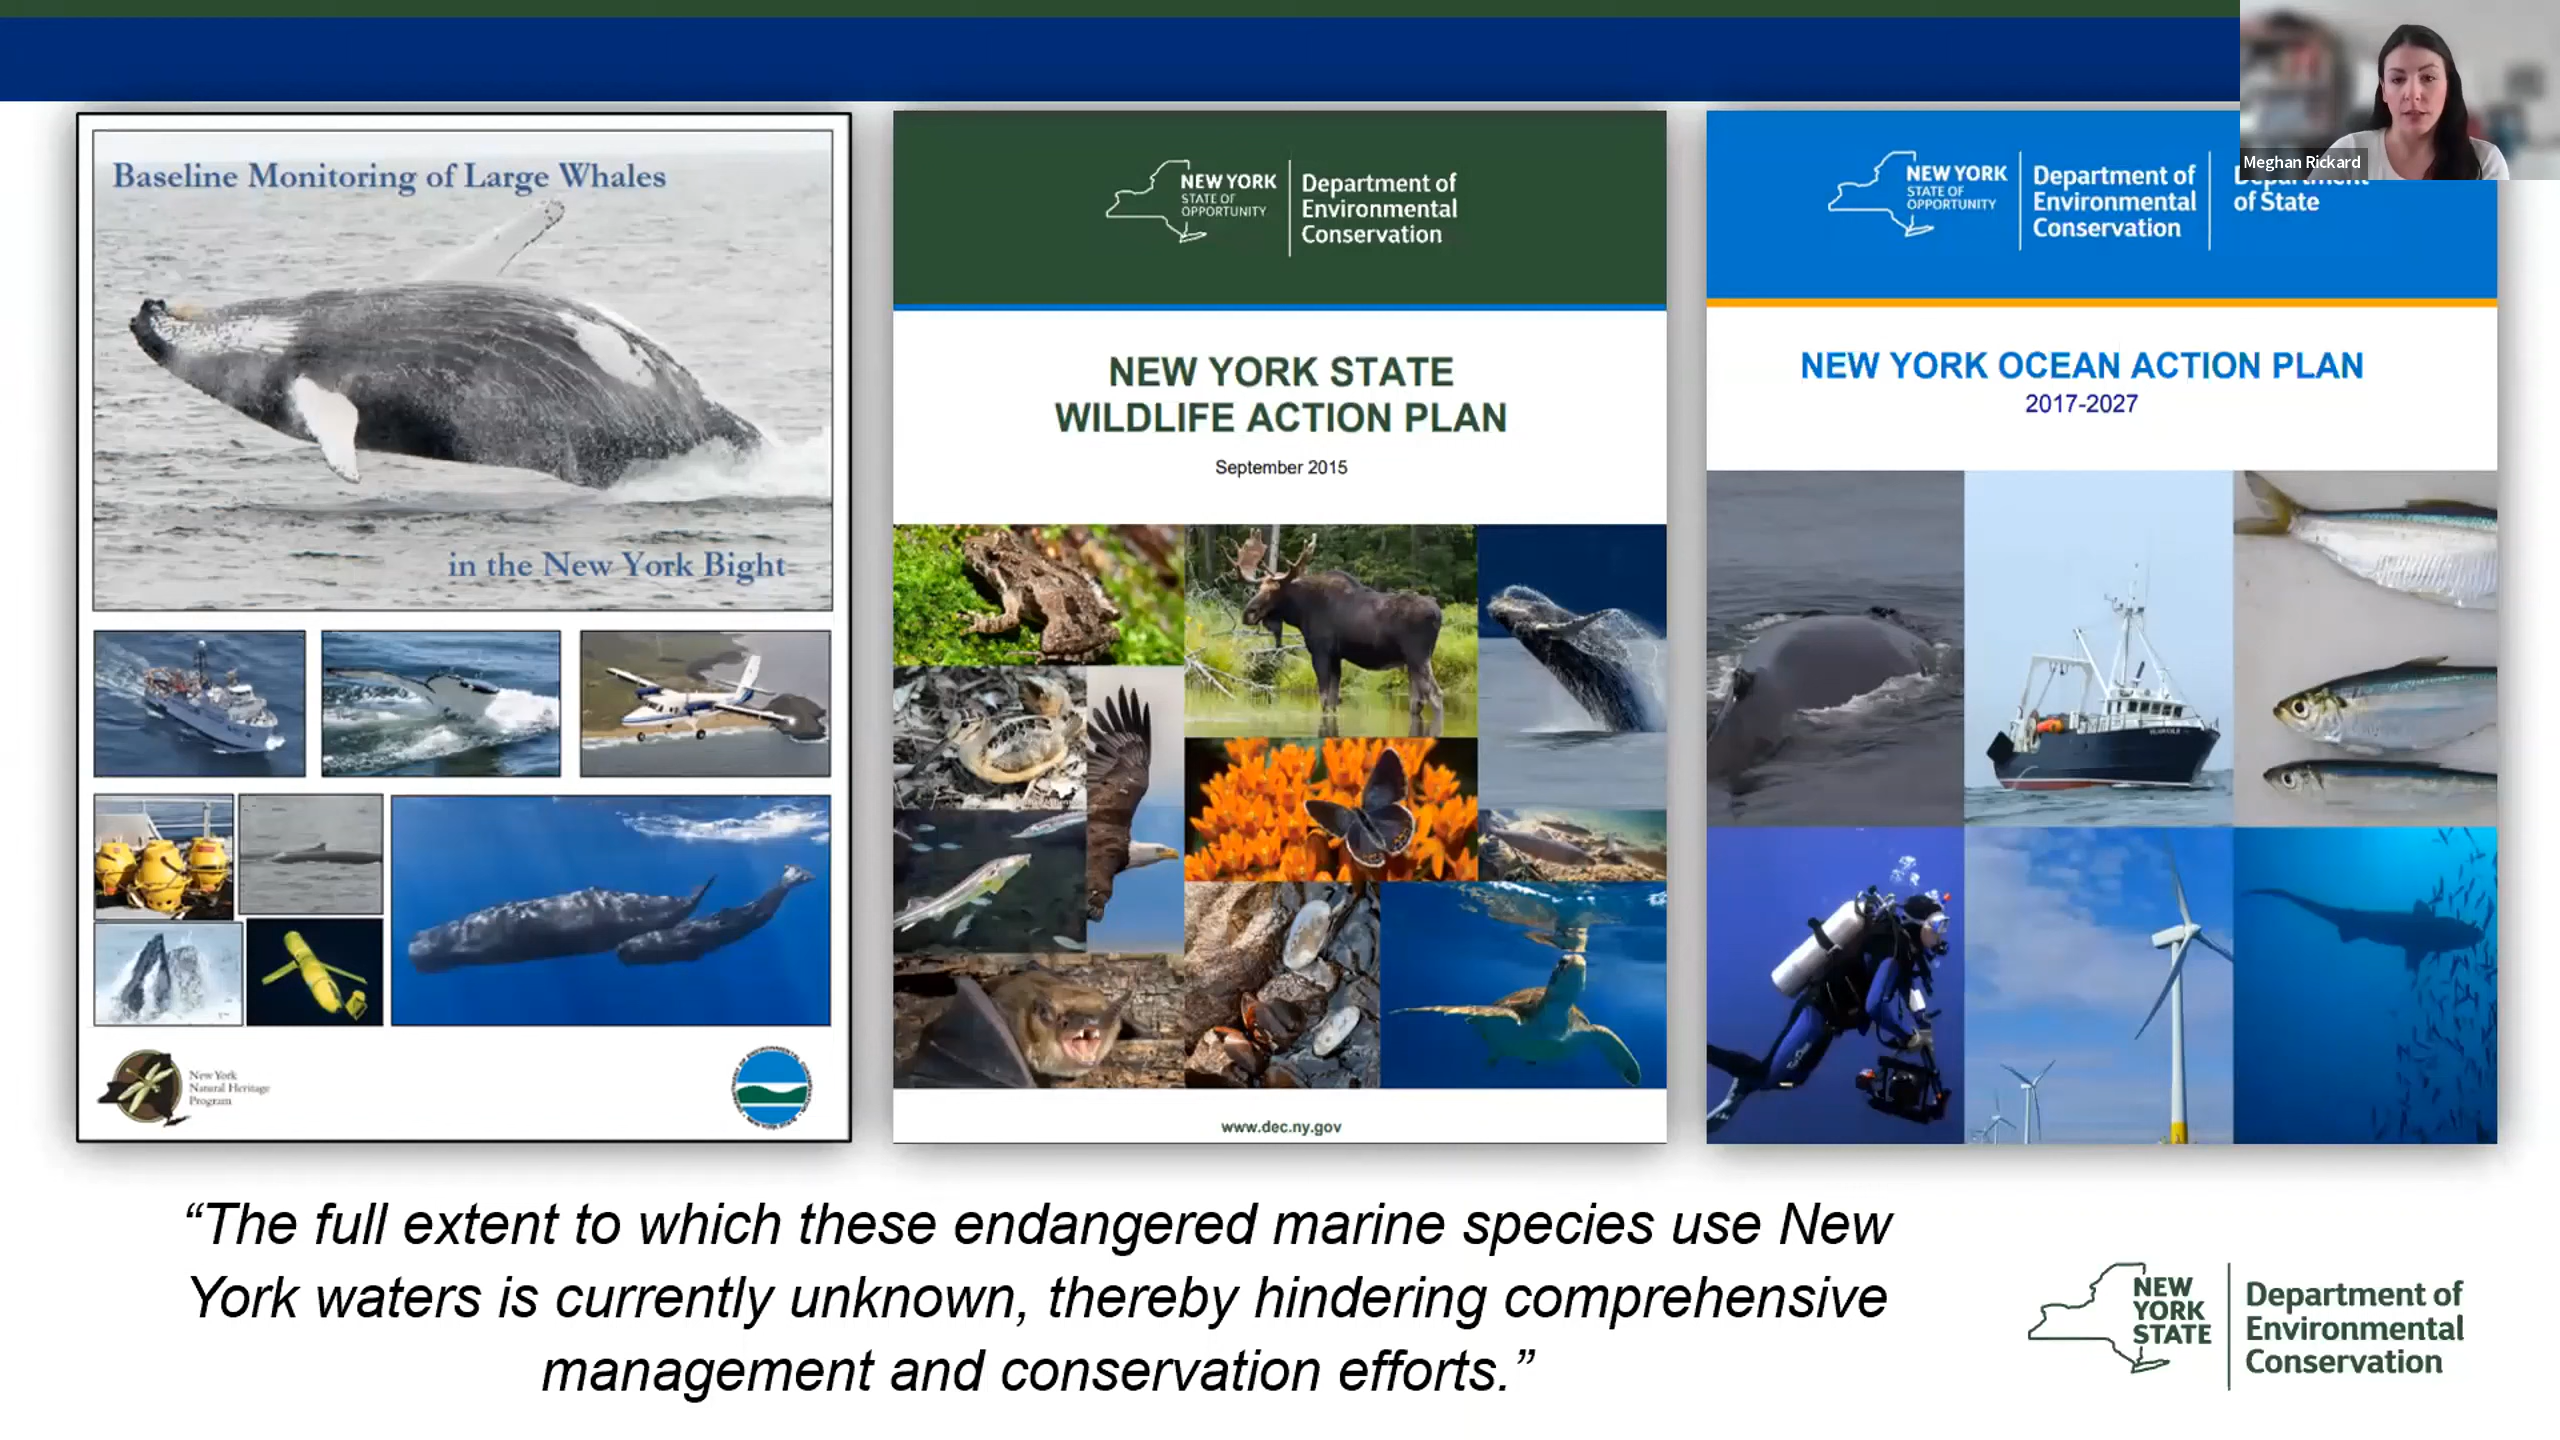 Meghan Rickard
Baseline Monitoring of Large Whales
in the New York Bight
New York
Natural Heritage
Program
NEW YORK
STATE OF
OPPORTUNITY
Department of
Environmental
Conservation
NEW YORK STATE
WILDLIFE ACTION PLAN
September 2015
www.dec.ny.gov
NEW YORK
STATE OF
OPPORTUNITY
Department of
Environmental
Conservation
Department
of State
NEW YORK OCEAN ACTION PLAN
2017-2027
“The full extent to which these endangered marine species use New
York waters is currently unknown, thereby hindering comprehensive
management and conservation efforts.”
NEW
YORK
STATE
Department of
Environmental
Conservation